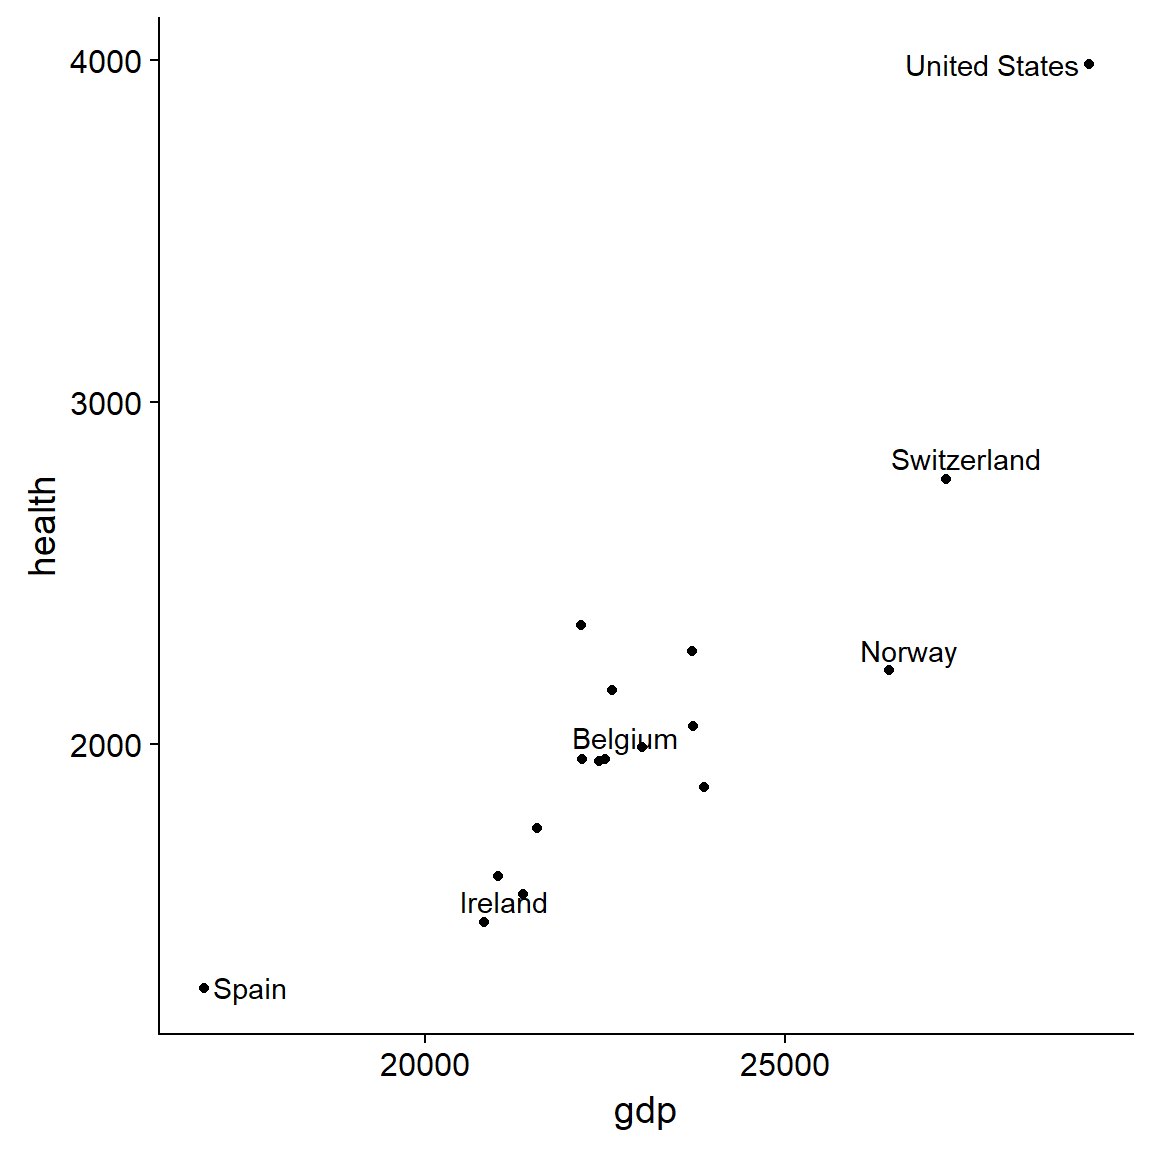 4000
United States
3000
Switzerland
health
Norway
2000
Belgium
Ireland
Spain
20000
25000
gdp